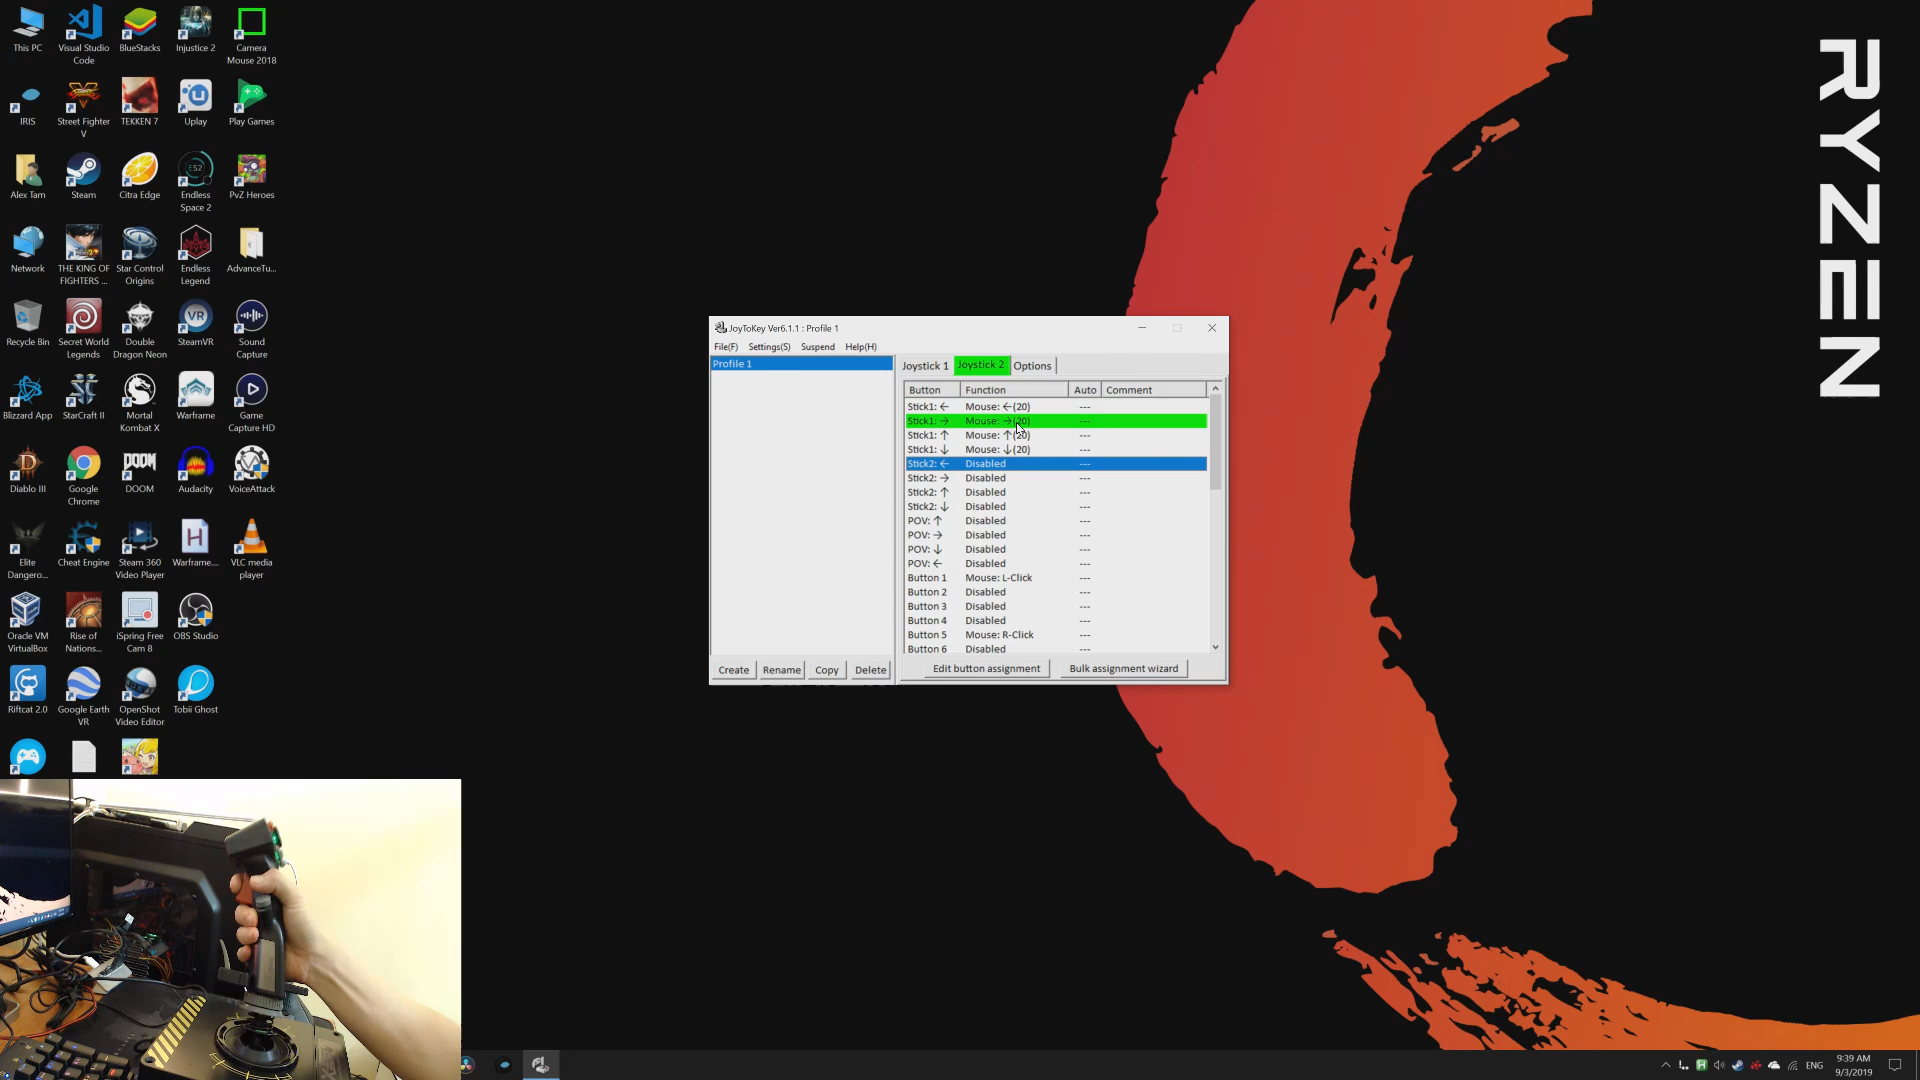 This PC
Visual Studio
Code
BlueStacks
Injustice 2
Camera
Mouse 2018
IRIS
Street Fighter
V
TEKKEN 7
Uplay
Play Games
Alex Tam
Steam
Citra Edge
Endless
Space 2
PvZ Heroes
Network
THE KING OF
FIGHTERS ...
Star Control
Origins
Endless
Legend
AdvanceTu...
Recycle Bin
Secret World
Legends
Double
Dragon Neon
SteamVR
Sound
Capture
Blizzard App
StarCraft II
Mortal
Kombat X
Warframe
Game
Capture HD
Diablo III
Google
Chrome
DOOM
Audacity
VoiceAttack
Elite
Dangero...
Cheat Engine
Steam 360
Video Player
Warframe....
VLC media
player
Oracle VM
VirtualBox
Rise of
Nations...
iSpring Free
Cam 8
OBS Studio
Riftcat 2.0
Google Earth
VR
OpenShot
Video Editor
Tobii Ghost
JoyToKey Ver6.1.1 : Profile 1
File(F) Settings(S) Suspend Help(H)
Profile 1
Joystick 1 Joystick 2 Options
Button Function Auto Comment
Stick1: ← Mouse: ←(20) ---
Stick1: → Mouse: →(20) ---
Stick1: ↑ Mouse: ↑(20) ---
Stick1: ↓ Mouse: ↓(20) ---
Stick2: ← Disabled ---
Stick2: → Disabled ---
Stick2: ↑ Disabled ---
Stick2: ↓ Disabled ---
POV: ↑ Disabled ---
POV: → Disabled ---
POV: ↓ Disabled ---
POV: ← Disabled ---
Button 1 Mouse: L-Click ---
Button 2 Disabled ---
Button 3 Disabled ---
Button 4 Disabled ---
Button 5 Mouse: R-Click ---
Button 6 Disabled ---
Create Rename Copy Delete
Edit button assignment Bulk assignment wizard
RYZEN
ENG
9:39 AM
9/3/2019